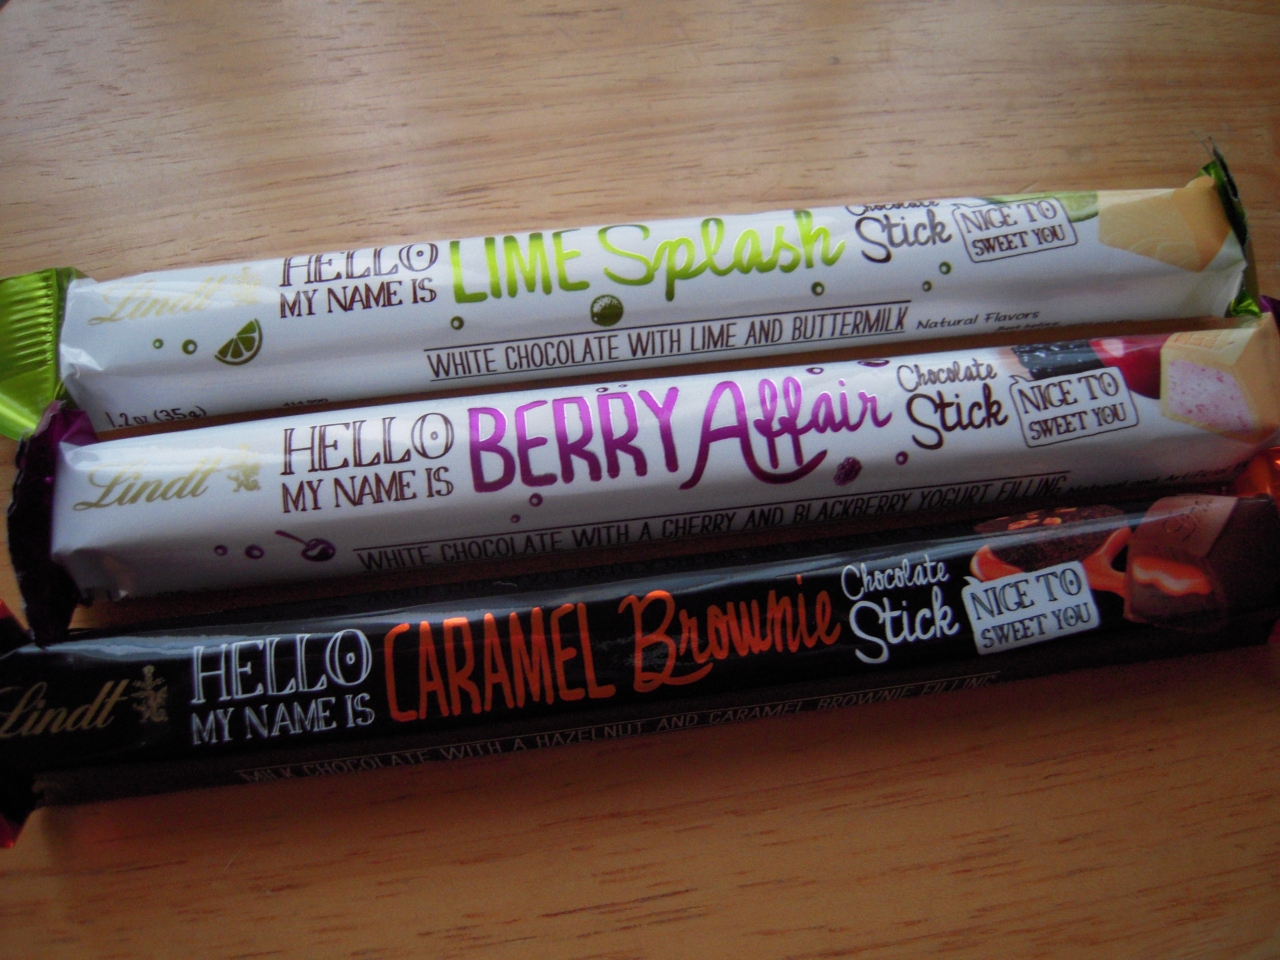 Lindt
HELLO
MY NAME IS
LIME Splash
Chocolate
Stick
NICE TO
SWEET YOU
WHITE CHOCOLATE WITH LIME AND BUTTERMILK
Natural Flavors
1.2 oz (35g)
Lindt
HELLO
MY NAME IS
BERRY Affair
Chocolate
Stick
NICE TO
SWEET YOU
WHITE CHOCOLATE WITH A CHERRY AND BLACKBERRY YOGURT FILLING
Lindt
HELLO
MY NAME IS
CARAMEL Brownie
Chocolate
Stick
NICE TO
SWEET YOU
MILK CHOCOLATE WITH A HAZELNUT AND CARAMEL BROWNIE FILLING